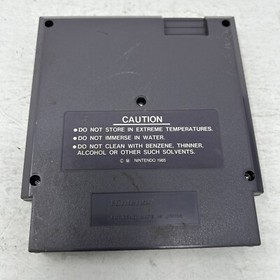 CAUTION
•DO NOT STORE IN EXTREME TEMPERATURES.
•DO NOT IMMERSE IN WATER.
•DO NOT CLEAN WITH BENZENE, THINNER,
ALCOHOL OR OTHER SUCH SOLVENTS.
© NINTENDO 1985